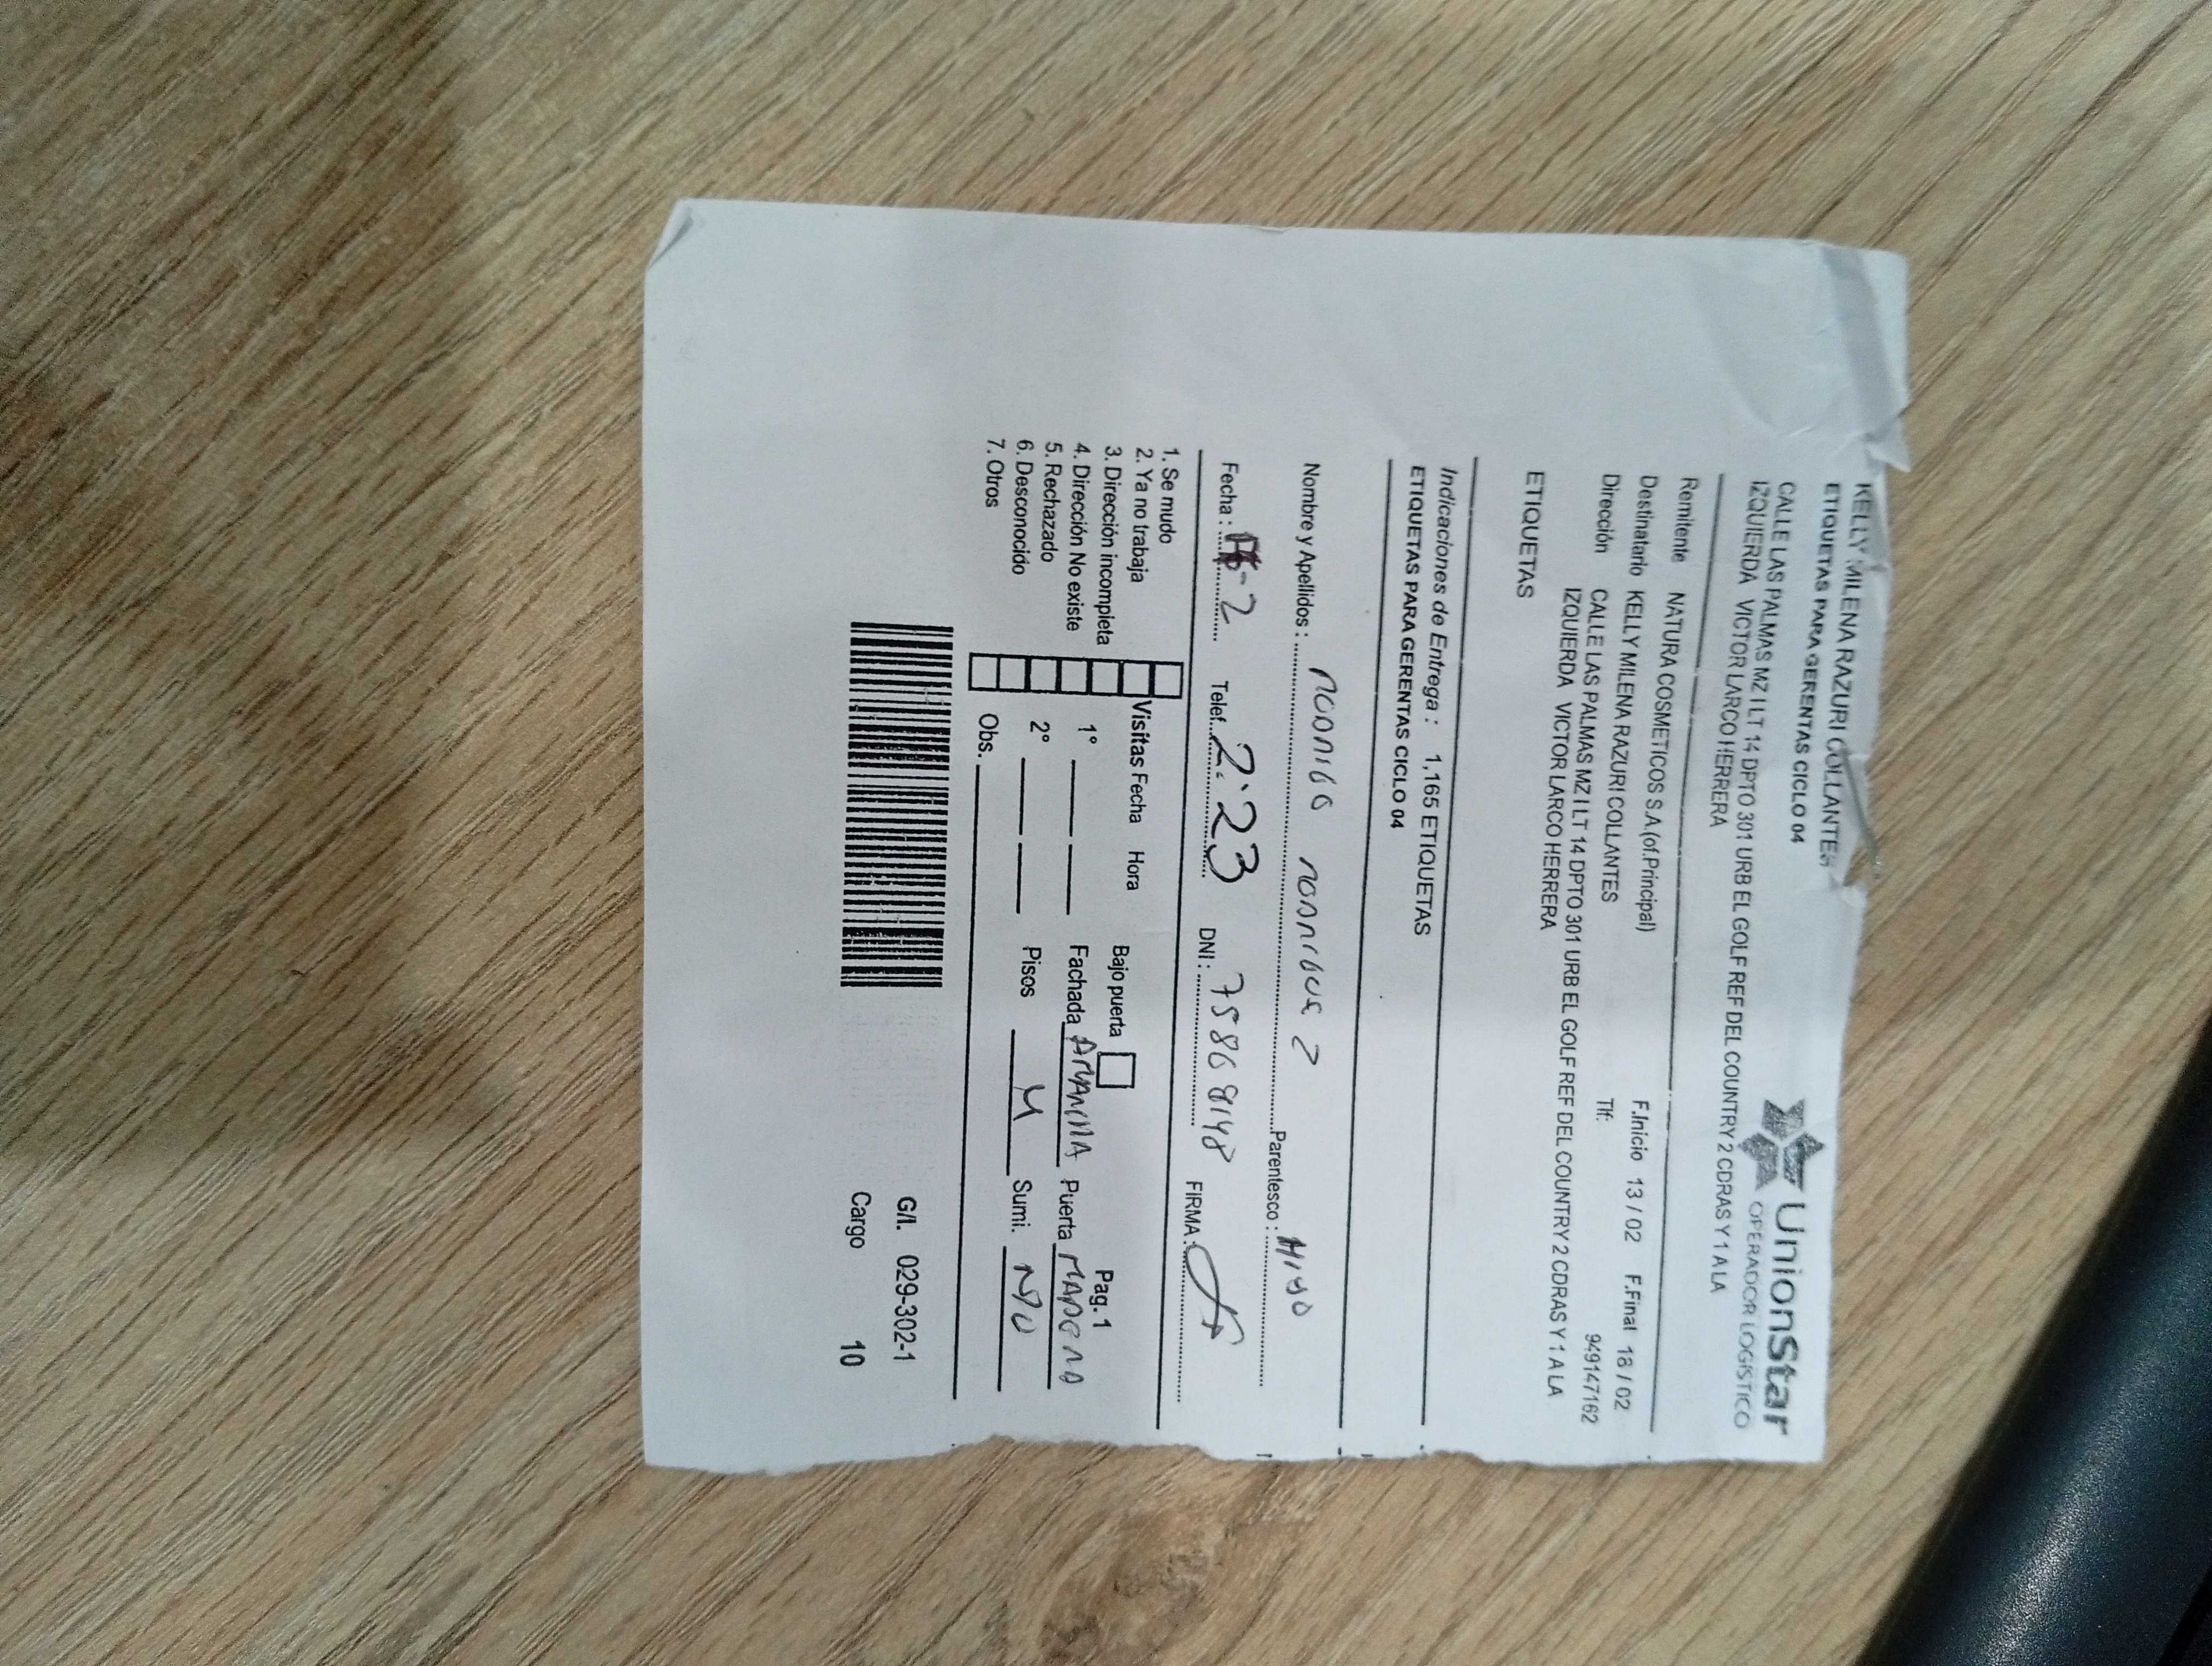 KELLY MILENA RAZURI COLLANTES
ETIQUETAS PARA GERENTAS CICLO 04
UnionStar
OPERADOR LOGISTICO
CALLE LAS PALMAS MZ I LT 14 DPTO 301 URB EL GOLF REF DEL COUNTRY 2 CDRAS Y 1 A LA
IZQUIERDA VICTOR LARCO HERRERA
Remitente NATURA COSMETICOS S.A.(of.Principal) F.Inicio 13 / 02 F.Final 18 / 02
Destinatario KELLY MILENA RAZURI COLLANTES Tlf: 949147162
Dirección CALLE LAS PALMAS MZ I LT 14 DPTO 301 URB EL GOLF REF DEL COUNTRY 2 CDRAS Y 1 A LA
IZQUIERDA VICTOR LARCO HERRERA
ETIQUETAS
Indicaciones de Entrega : 1,165 ETIQUETAS
ETIQUETAS PARA GERENTAS CICLO 04
Nombre y Apellidos : Parentesco : Hijo
Fecha : Telef. 2:23 DNI : FIRMA :
1. Se mudo
2. Ya no trabaja
3. Dirección incompleta
4. Dirección No existe
5. Rechazado
6. Desconocido
7. Otros
Visitas Fecha Hora
1°
2°
Obs.
Bajo puerta Pag. 1
Fachada AMARILLA Puerta MADERA
Pisos 4 Sumi. N/V
G/I. 029-302-1
Cargo 10